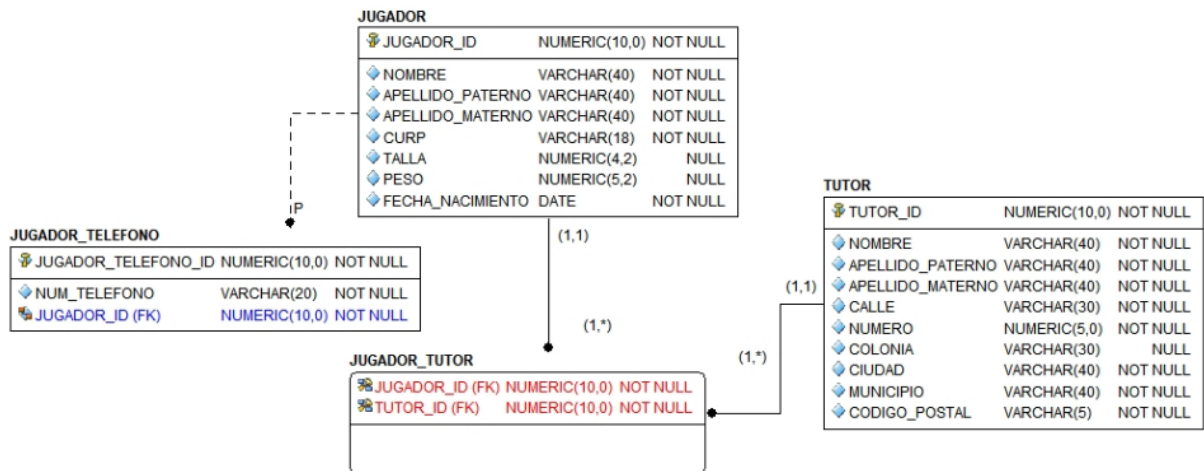 JUGADOR
JUGADOR_ID NUMERIC(10,0) NOT NULL
NOMBRE VARCHAR(40) NOT NULL
APELLIDO_PATERNO VARCHAR(40) NOT NULL
APELLIDO_MATERNO VARCHAR(40) NOT NULL
CURP VARCHAR(18) NOT NULL
TALLA NUMERIC(4,2) NULL
PESO NUMERIC(5,2) NULL
FECHA_NACIMIENTO DATE NOT NULL
P
JUGADOR_TELEFONO
JUGADOR_TELEFONO_ID NUMERIC(10,0) NOT NULL
NUM_TELEFONO VARCHAR(20) NOT NULL
JUGADOR_ID (FK) NUMERIC(10,0) NOT NULL
(1,1)
(1,*)
JUGADOR_TUTOR
JUGADOR_ID (FK) NUMERIC(10,0) NOT NULL
TUTOR_ID (FK) NUMERIC(10,0) NOT NULL
(1,1)
(1,*)
TUTOR
TUTOR_ID NUMERIC(10,0) NOT NULL
NOMBRE VARCHAR(40) NOT NULL
APELLIDO_PATERNO VARCHAR(40) NOT NULL
APELLIDO_MATERNO VARCHAR(40) NOT NULL
CALLE VARCHAR(30) NOT NULL
NUMERO NUMERIC(5,0) NOT NULL
COLONIA VARCHAR(30) NULL
CIUDAD VARCHAR(40) NOT NULL
MUNICIPIO VARCHAR(40) NOT NULL
CODIGO_POSTAL VARCHAR(5) NOT NULL